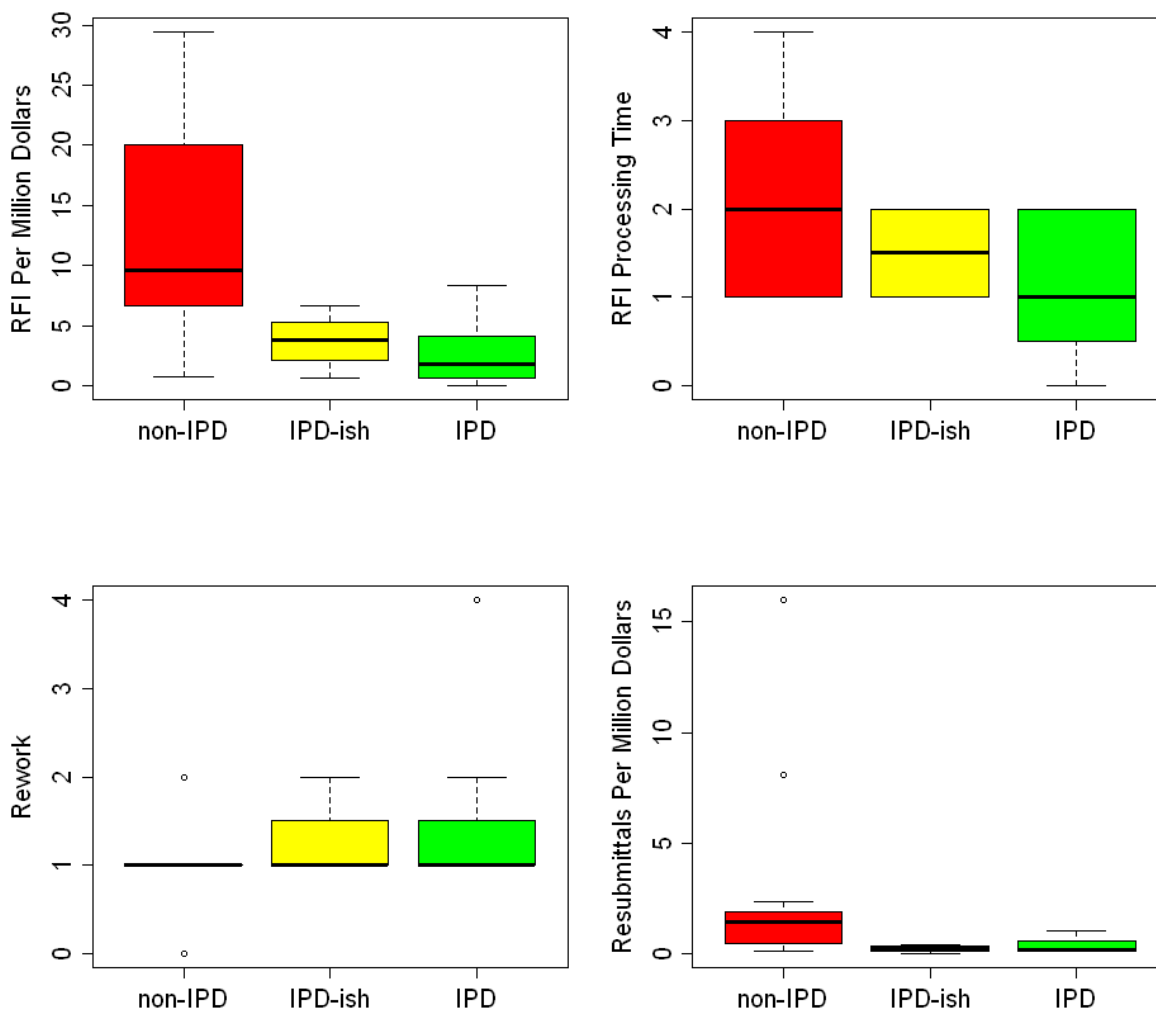 RFI Per Million Dollars
30
25
20
15
10
5
0
non-IPD IPD-ish IPD
RFI Processing Time
4
3
2
1
0
non-IPD IPD-ish IPD
Rework
4
3
2
1
0
non-IPD IPD-ish IPD
Resubmittals Per Million Dollars
15
10
5
0
non-IPD IPD-ish IPD